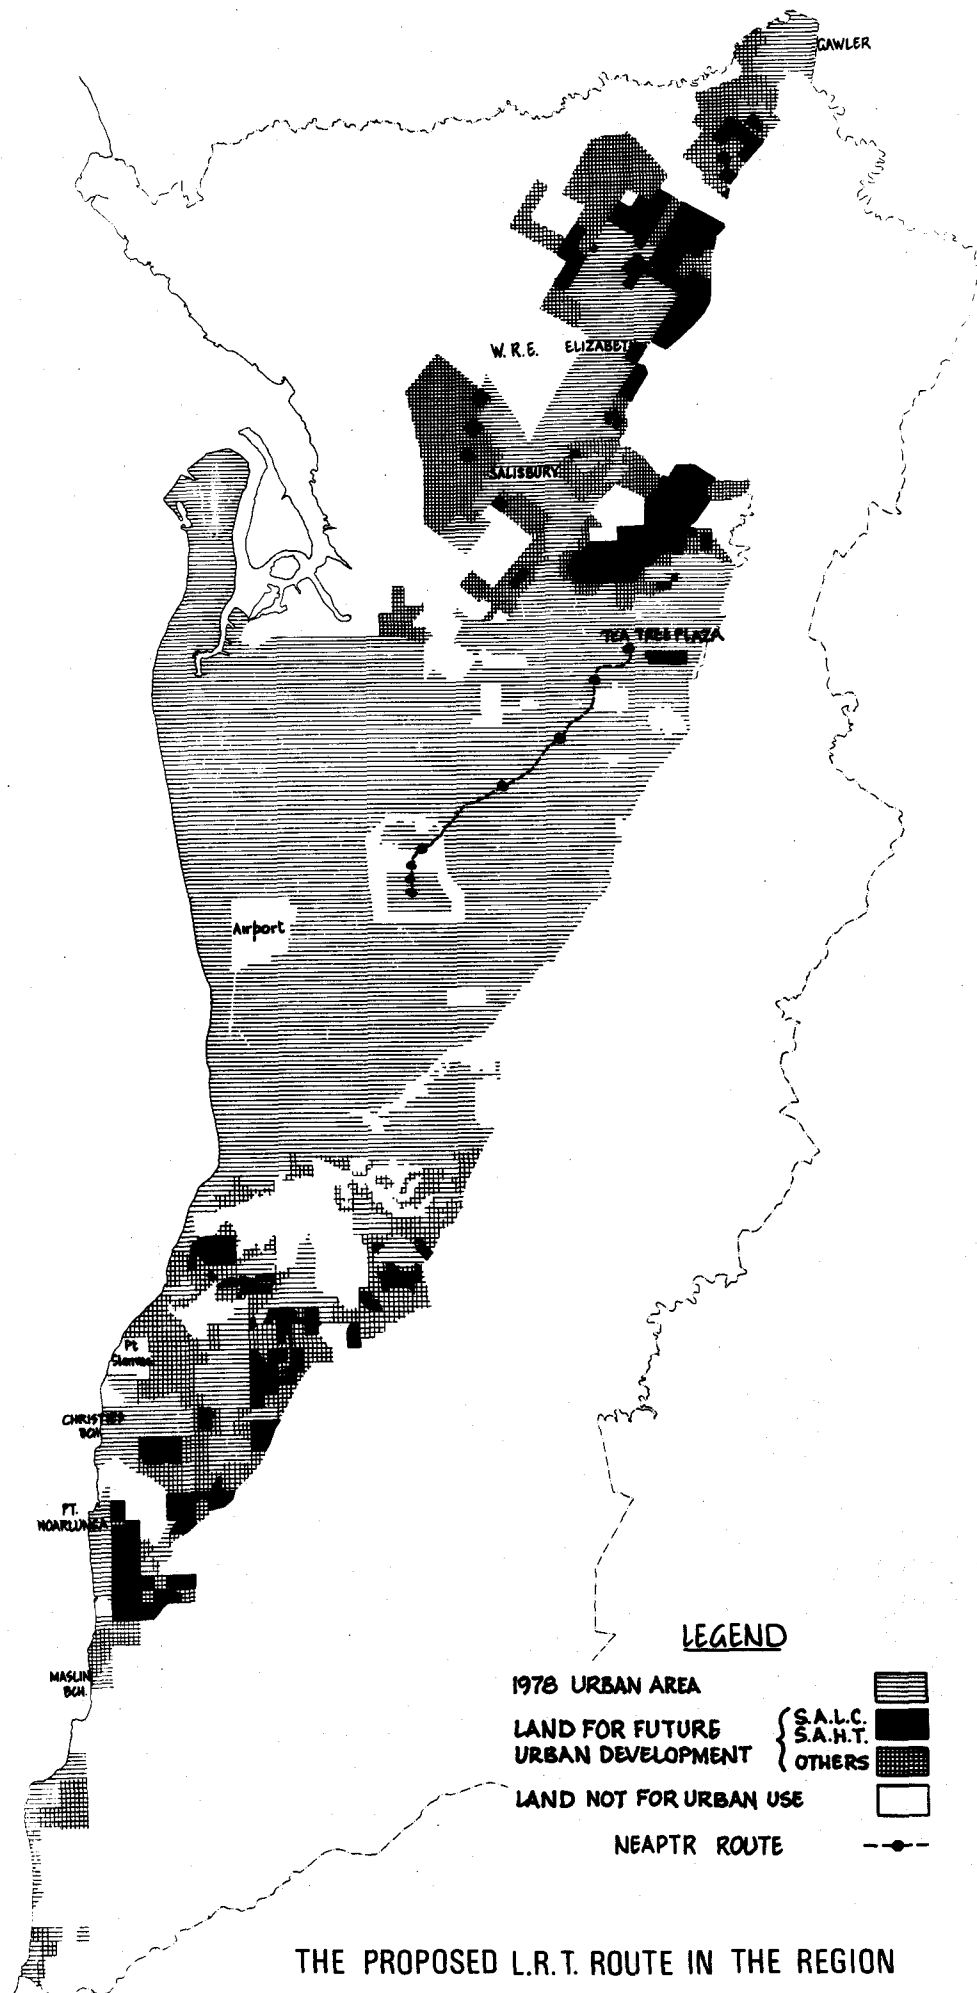 GAWLER
W.R.E.
ELIZABETH
SALISBURY
TEA TREE PLAZA
Airport
Pt
CHRISTIES
BCH
PT.
NOARLUNGA
MASLIN
BCH.
LEGEND
1978 URBAN AREA
LAND FOR FUTURE
URBAN DEVELOPMENT
S.A.L.C.
S.A.H.T.
OTHERS
LAND NOT FOR URBAN USE
NEAPTR ROUTE
THE PROPOSED L.R.T. ROUTE IN THE REGION